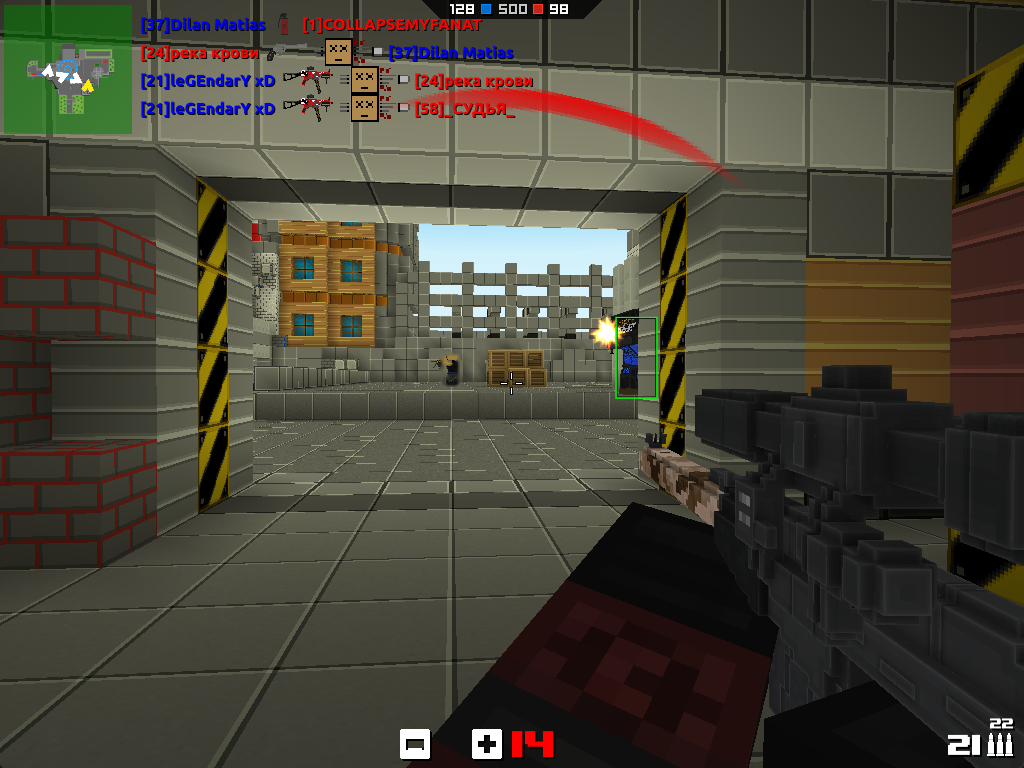 128 500 98
[37]Dilan Matias [1]COLLAPSEMYFANAT
[24]река крови [37]Dilan Matias
[21]leGEndarY xD [24]река крови
[21]leGEndarY xD [58]_СУДЬЯ_
14
22
21